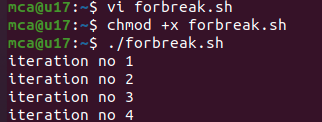 mca@u17:~$ vi forbreak.sh
mca@u17:~$ chmod +x forbreak.sh
mca@u17:~$ ./forbreak.sh
iteration no 1
iteration no 2
iteration no 3
iteration no 4